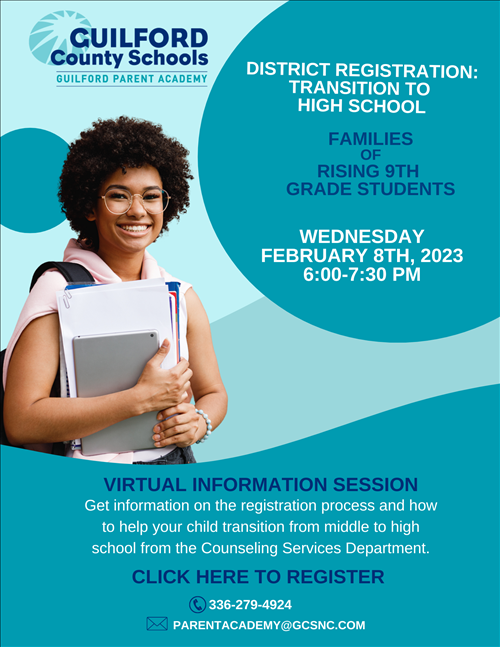 GUILFORD
County Schools
GUILFORD PARENT ACADEMY
DISTRICT REGISTRATION:
TRANSITION TO
HIGH SCHOOL
FAMILIES
OF
RISING 9TH
GRADE STUDENTS
WEDNESDAY
FEBRUARY 8TH, 2023
6:00-7:30 PM
VIRTUAL INFORMATION SESSION
Get information on the registration process and how
to help your child transition from middle to high
school from the Counseling Services Department.
CLICK HERE TO REGISTER
336-279-4924
PARENTACADEMY@GCSNC.COM